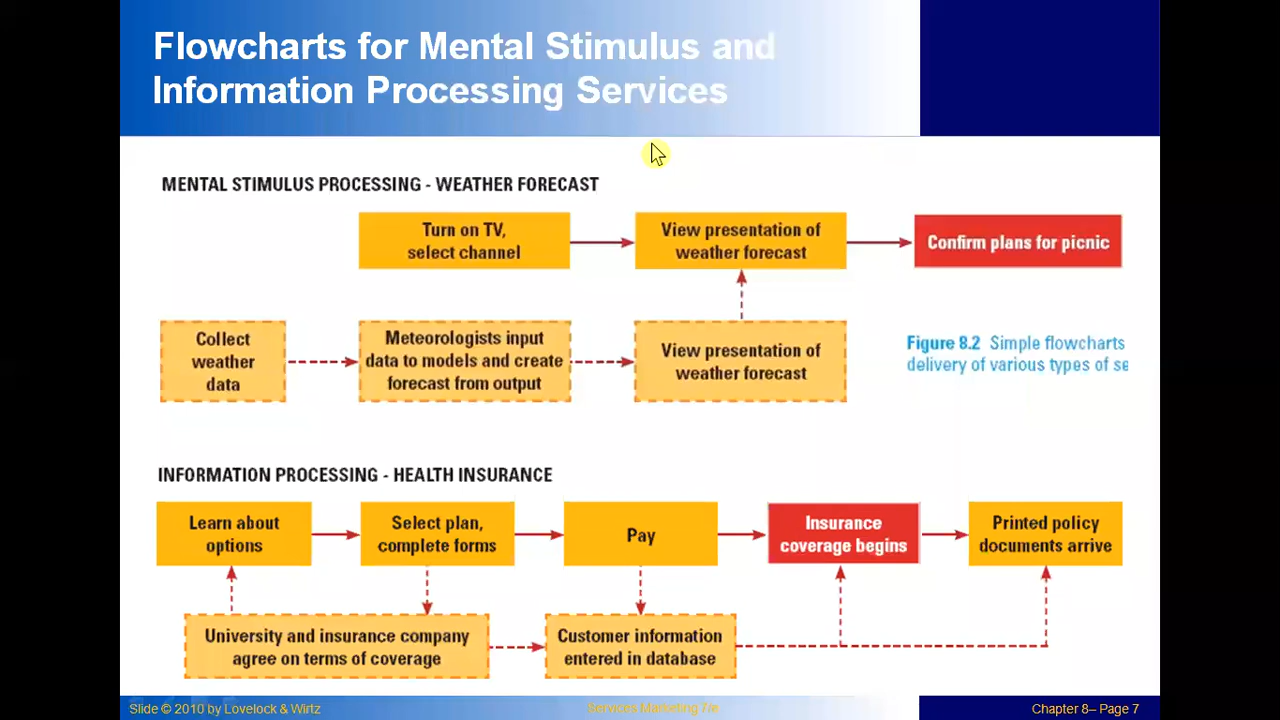 Flowcharts for Mental Stimulus and
Information Processing Services
MENTAL STIMULUS PROCESSING - WEATHER FORECAST
Turn on TV,
select channel
View presentation of
weather forecast
Confirm plans for picnic
Collect
weather
data
Meteorologists input
data to models and create
forecast from output
View presentation of
weather forecast
Figure 8.2 Simple flowcharts
delivery of various types of se
INFORMATION PROCESSING - HEALTH INSURANCE
Learn about
options
Select plan,
complete forms
Pay
Insurance
coverage begins
Printed policy
documents arrive
University and insurance company
agree on terms of coverage
Customer information
entered in database
Slide © 2010 by Lovelock & Wirtz
Services Marketing 7/e
Chapter 8– Page 7